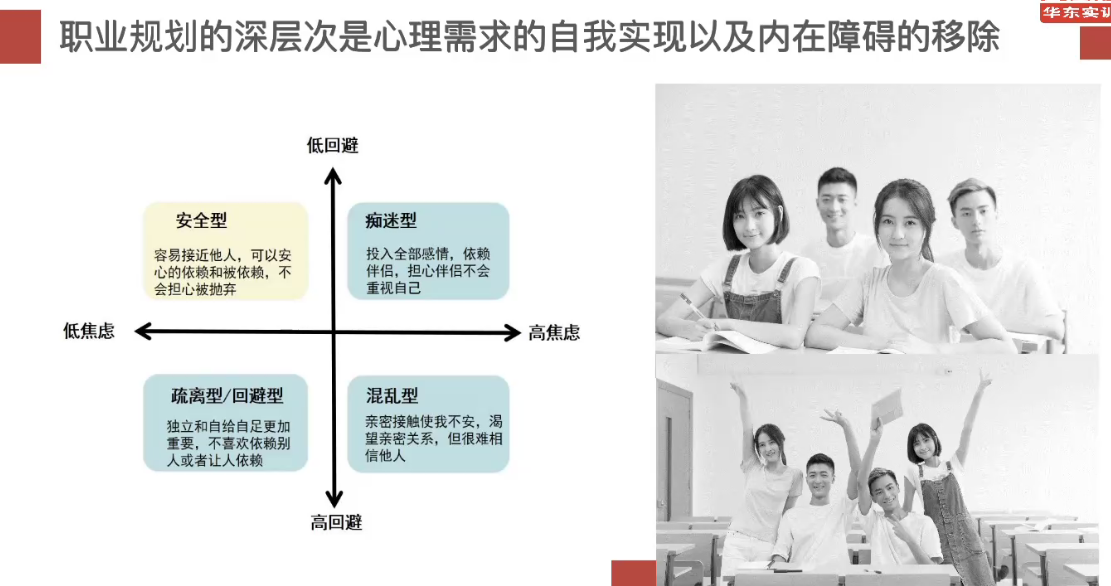 职业规划的深层次是心理需求的自我实现以及内在障碍的移除
华东实训
低回避
安全型
容易接近他人，可以安
心的依赖和被依赖，不
会担心被抛弃
痴迷型
投入全部感情，依赖
伴侣，担心伴侣不会
重视自己
低焦虑
高焦虑
疏离型/回避型
独立和自给自足更加
重要，不喜欢依赖别
人或者让人依赖
混乱型
亲密接触使我不安，渴
望亲密关系，但很难相
信他人
高回避